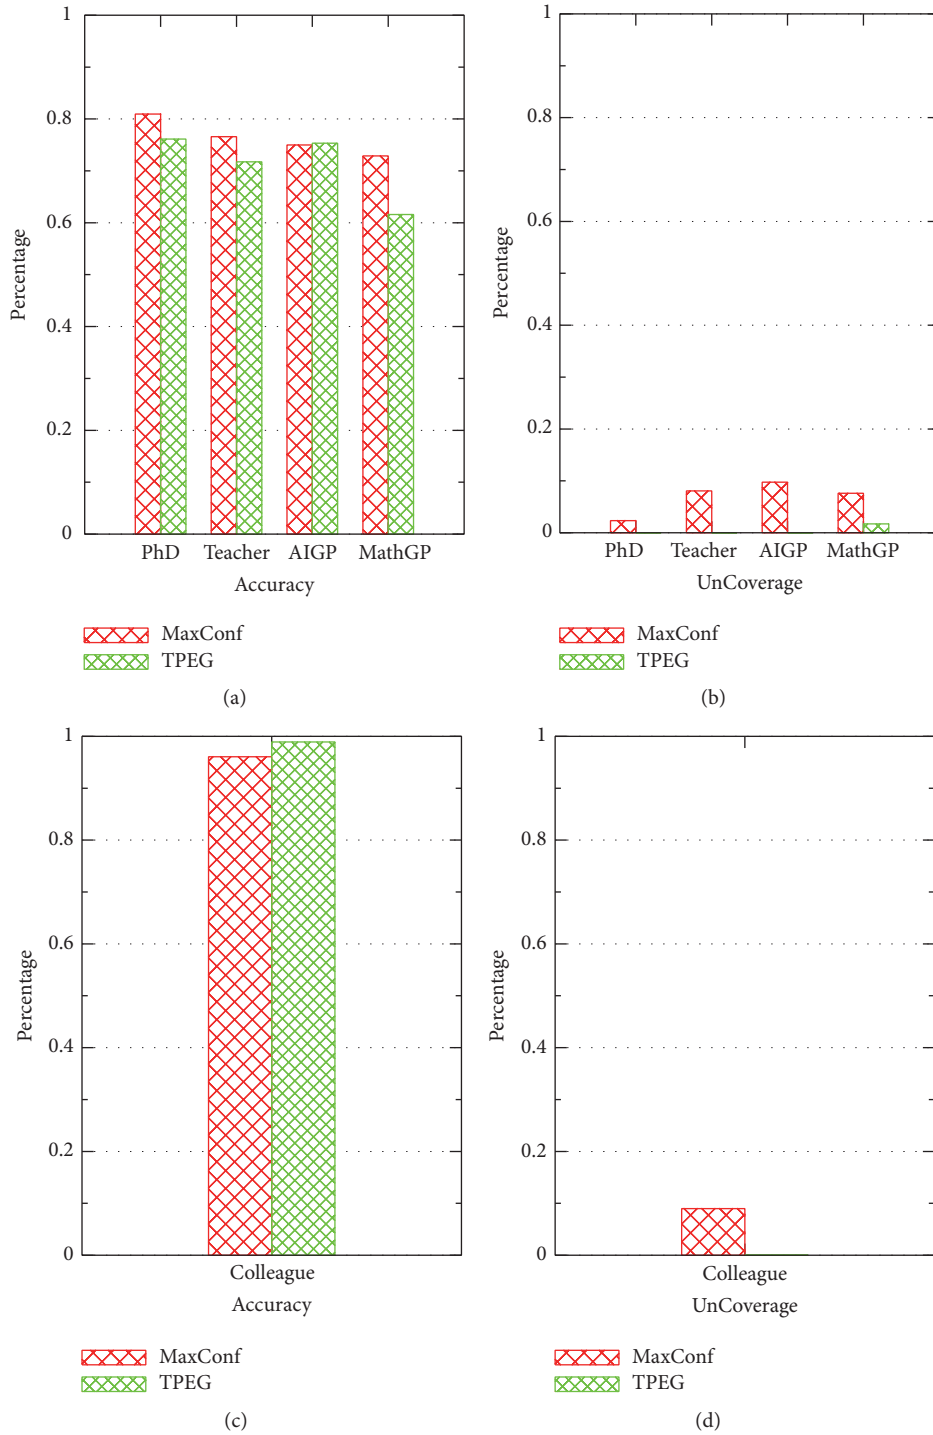 1
0.8
0.6
0.4
0.2
0
Percentage
PhD Teacher AIGP MathGP
Accuracy
MaxConf
TPEG
(a)
1
0.8
0.6
0.4
0.2
0
Percentage
PhD Teacher AIGP MathGP
UnCoverage
MaxConf
TPEG
(b)
1
0.8
0.6
0.4
0.2
0
Percentage
Colleague
Accuracy
MaxConf
TPEG
(c)
1
0.8
0.6
0.4
0.2
0
Percentage
Colleague
UnCoverage
MaxConf
TPEG
(d)